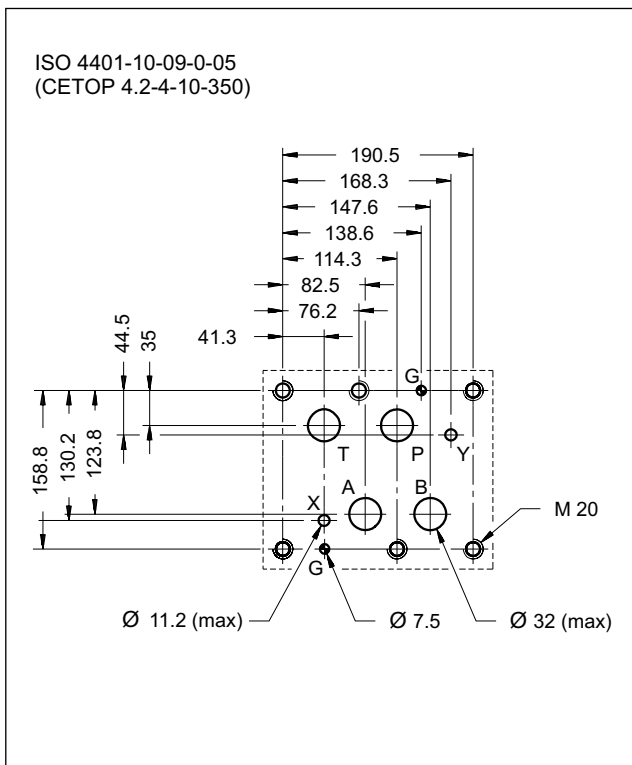 ISO 4401-10-09-0-05
(CETOP 4.2-4-10-350)
190.5
168.3
147.6
138.6
114.3
82.5
76.2
41.3
44.5
35
158.8
130.2
123.8
G
T
P
Y
A
B
X
M 20
G
Ø 11.2 (max)
Ø 7.5
Ø 32 (max)